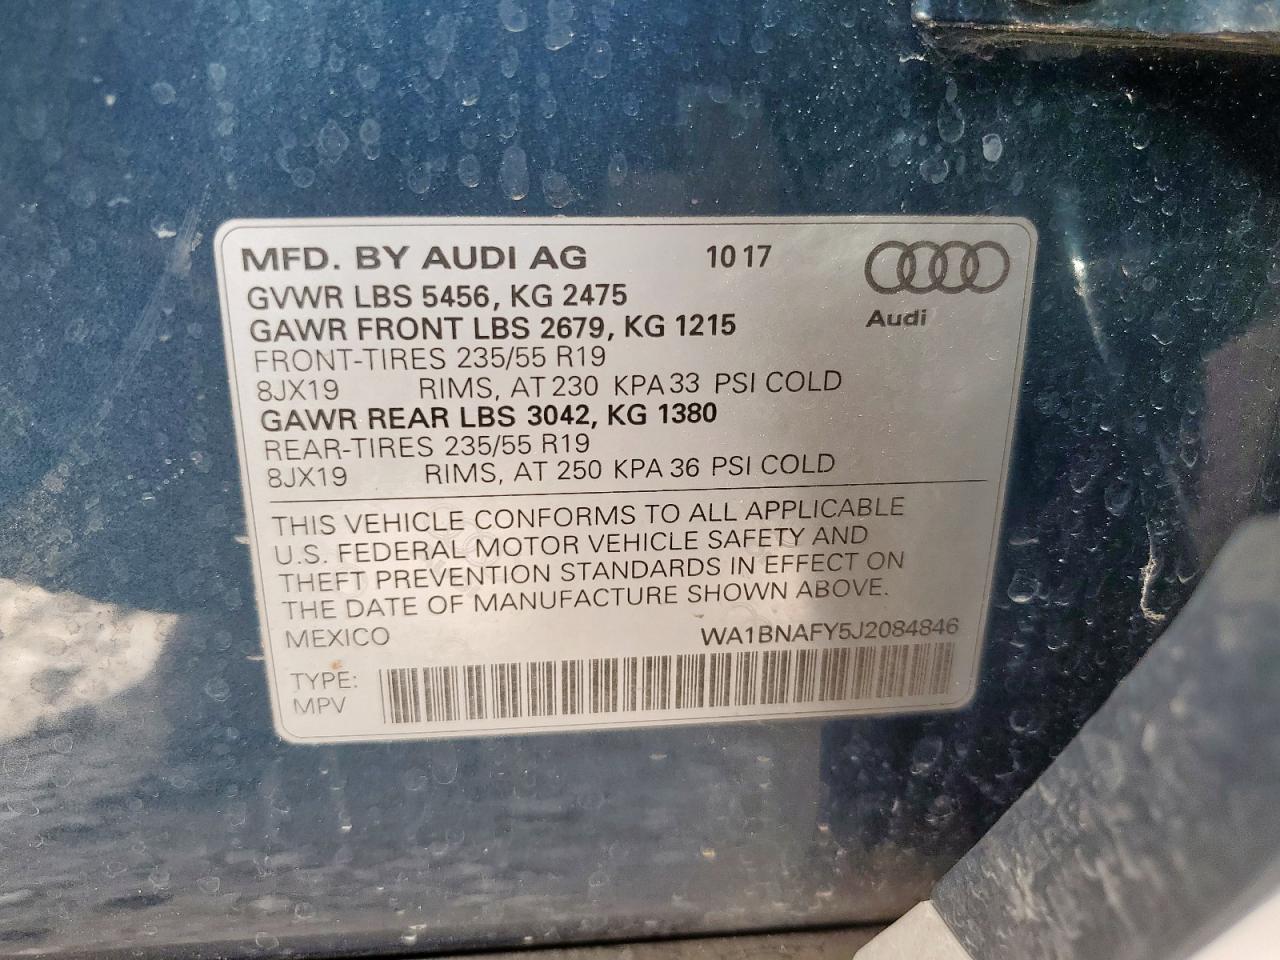 MFD. BY AUDI AG 10 17
Audi
GVWR LBS 5456, KG 2475
GAWR FRONT LBS 2679, KG 1215
FRONT-TIRES 235/55 R19
8JX19 RIMS, AT 230 KPA 33 PSI COLD
GAWR REAR LBS 3042, KG 1380
REAR-TIRES 235/55 R19
8JX19 RIMS, AT 250 KPA 36 PSI COLD
THIS VEHICLE CONFORMS TO ALL APPLICABLE
U.S. FEDERAL MOTOR VEHICLE SAFETY AND
THEFT PREVENTION STANDARDS IN EFFECT ON
THE DATE OF MANUFACTURE SHOWN ABOVE.
MEXICO WA1BNAFY5J2084846
TYPE:
MPV